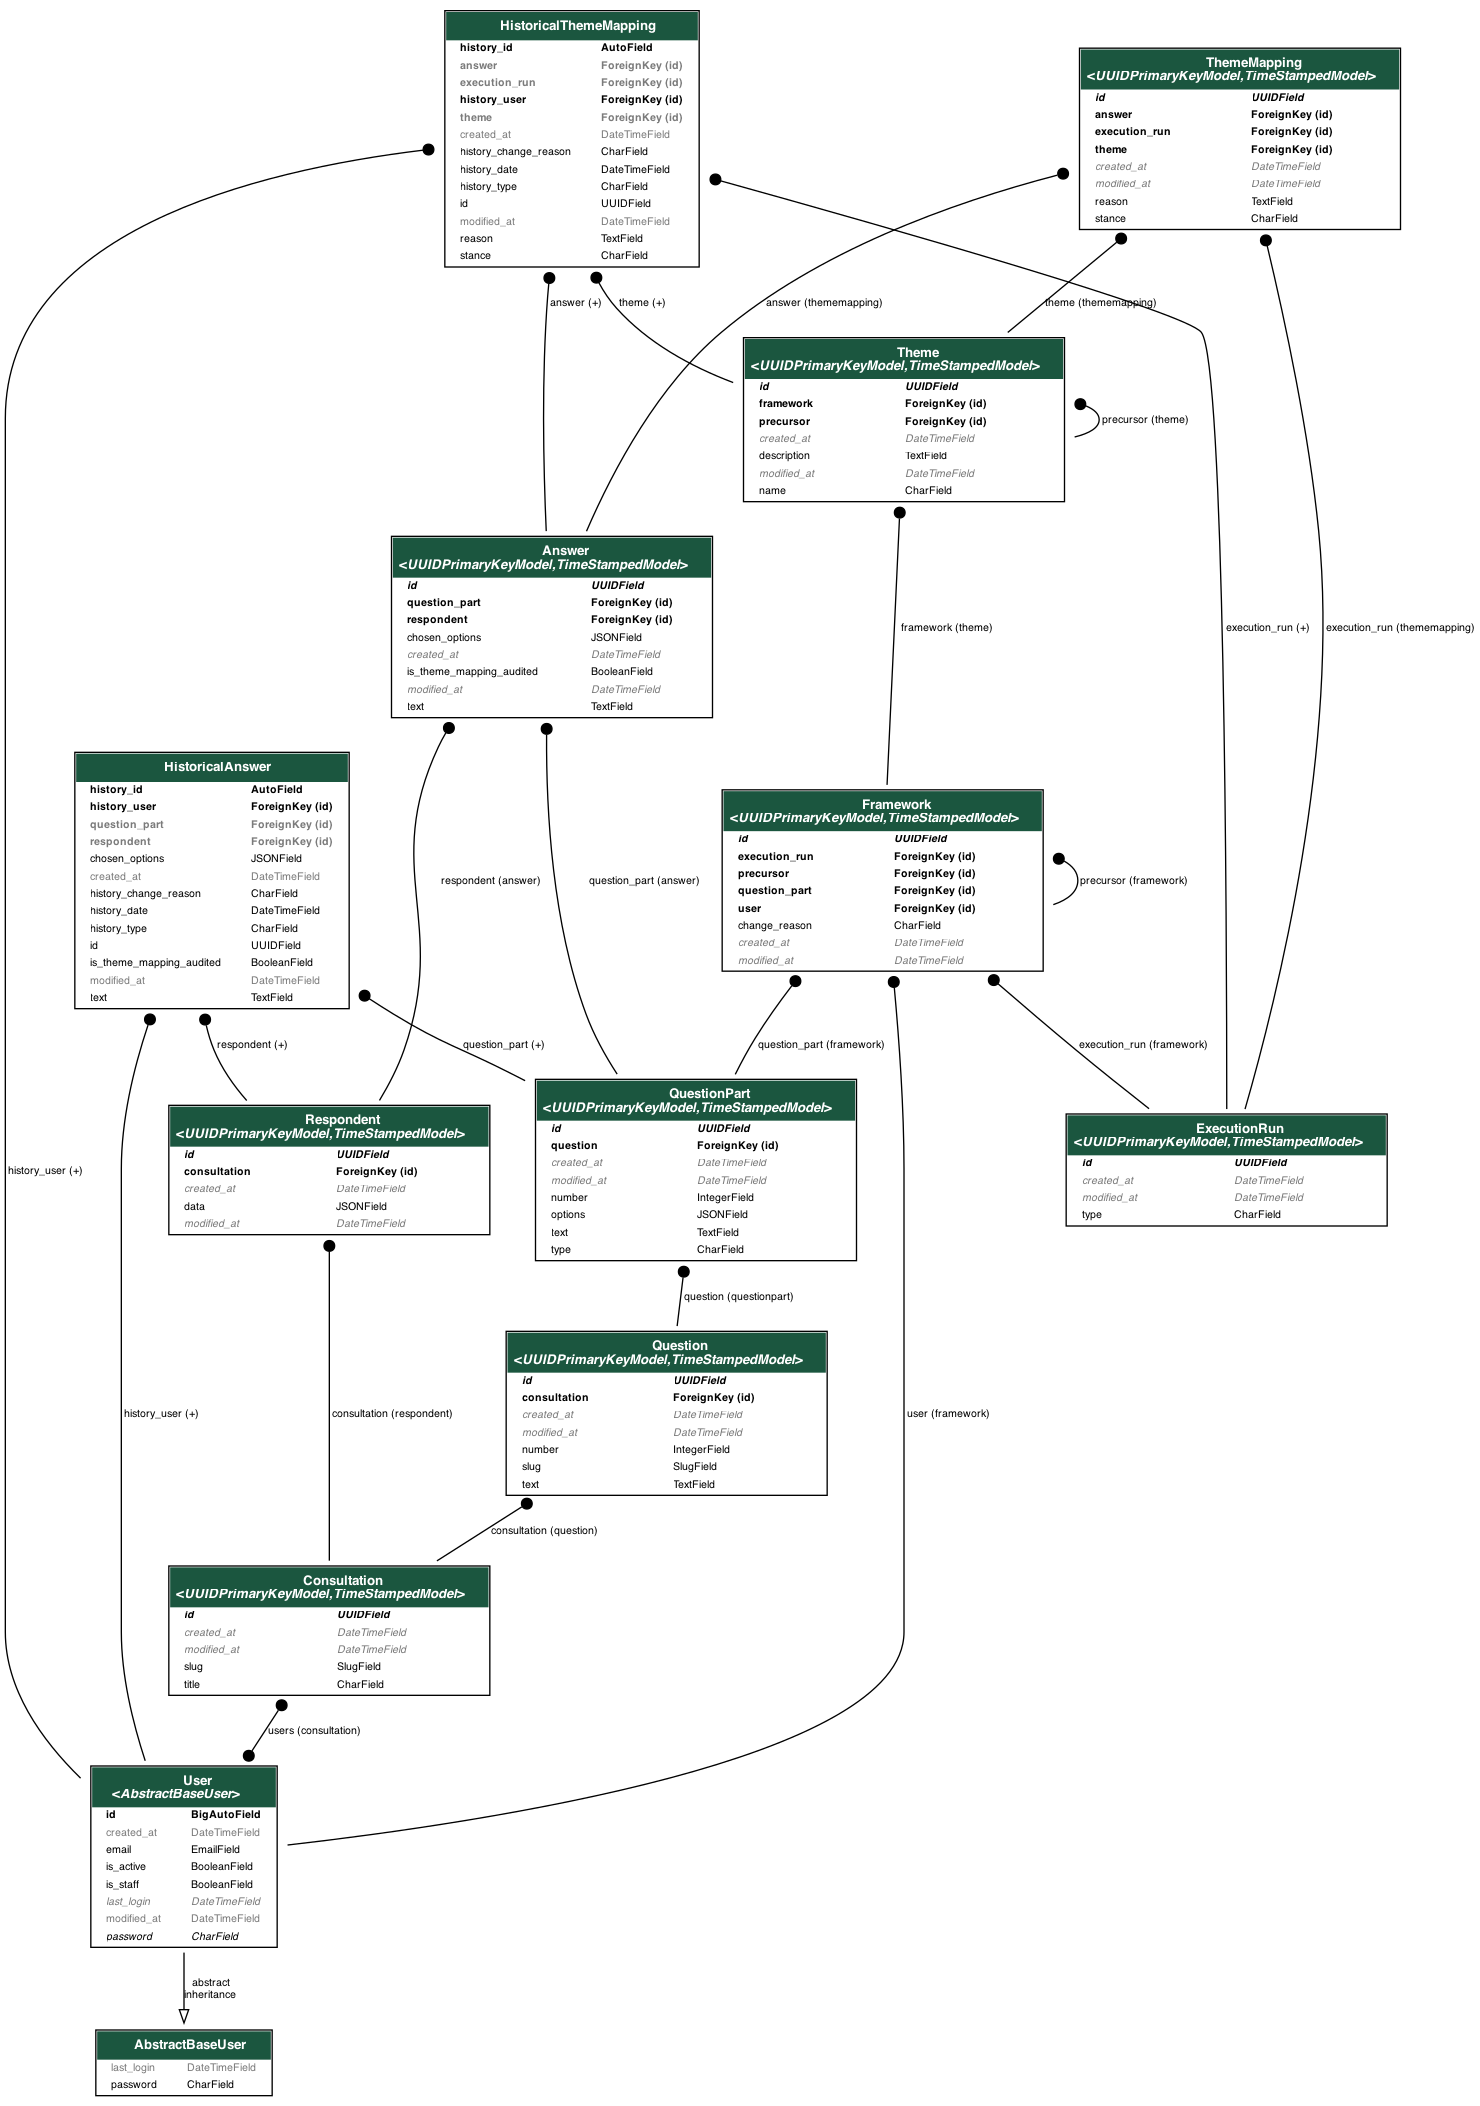 HistoricalThemeMapping
history_id AutoField
answer ForeignKey (id)
execution_run ForeignKey (id)
history_user ForeignKey (id)
theme ForeignKey (id)
created_at DateTimeField
history_change_reason CharField
history_date DateTimeField
history_type CharField
id UUIDField
modified_at DateTimeField
reason TextField
stance CharField
ThemeMapping
<UUIDPrimaryKeyModel,TimeStampedModel>
id UUIDField
answer ForeignKey (id)
execution_run ForeignKey (id)
theme ForeignKey (id)
created_at DateTimeField
modified_at DateTimeField
reason TextField
stance CharField
answer (+)
theme (+)
answer (thememapping)
theme (thememapping)
Theme
<UUIDPrimaryKeyModel,TimeStampedModel>
id UUIDField
framework ForeignKey (id)
precursor ForeignKey (id)
created_at DateTimeField
description TextField
modified_at DateTimeField
name CharField
precursor (theme)
Answer
<UUIDPrimaryKeyModel,TimeStampedModel>
id UUIDField
question_part ForeignKey (id)
respondent ForeignKey (id)
chosen_options JSONField
created_at DateTimeField
is_theme_mapping_audited BooleanField
modified_at DateTimeField
text TextField
framework (theme)
execution_run (+)
execution_run (thememapping)
HistoricalAnswer
history_id AutoField
history_user ForeignKey (id)
question_part ForeignKey (id)
respondent ForeignKey (id)
chosen_options JSONField
created_at DateTimeField
history_change_reason CharField
history_date DateTimeField
history_type CharField
id UUIDField
is_theme_mapping_audited BooleanField
modified_at DateTimeField
text TextField
respondent (answer)
question_part (answer)
Framework
<UUIDPrimaryKeyModel,TimeStampedModel>
id UUIDField
execution_run ForeignKey (id)
precursor ForeignKey (id)
question_part ForeignKey (id)
user ForeignKey (id)
change_reason CharField
created_at DateTimeField
modified_at DateTimeField
precursor (framework)
respondent (+)
question_part (+)
question_part (framework)
execution_run (framework)
history_user (+)
Respondent
<UUIDPrimaryKeyModel,TimeStampedModel>
id UUIDField
consultation ForeignKey (id)
created_at DateTimeField
data JSONField
modified_at DateTimeField
QuestionPart
<UUIDPrimaryKeyModel,TimeStampedModel>
id UUIDField
question ForeignKey (id)
created_at DateTimeField
modified_at DateTimeField
number IntegerField
options JSONField
text TextField
type CharField
ExecutionRun
<UUIDPrimaryKeyModel,TimeStampedModel>
id UUIDField
created_at DateTimeField
modified_at DateTimeField
type CharField
question (questionpart)
Question
<UUIDPrimaryKeyModel,TimeStampedModel>
id UUIDField
consultation ForeignKey (id)
created_at DateTimeField
modified_at DateTimeField
number IntegerField
slug SlugField
text TextField
history_user (+)
consultation (respondent)
user (framework)
consultation (question)
Consultation
<UUIDPrimaryKeyModel,TimeStampedModel>
id UUIDField
created_at DateTimeField
modified_at DateTimeField
slug SlugField
title CharField
users (consultation)
User
<AbstractBaseUser>
id BigAutoField
created_at DateTimeField
email EmailField
is_active BooleanField
is_staff BooleanField
last_login DateTimeField
modified_at DateTimeField
password CharField
abstract
inheritance
AbstractBaseUser
last_login DateTimeField
password CharField